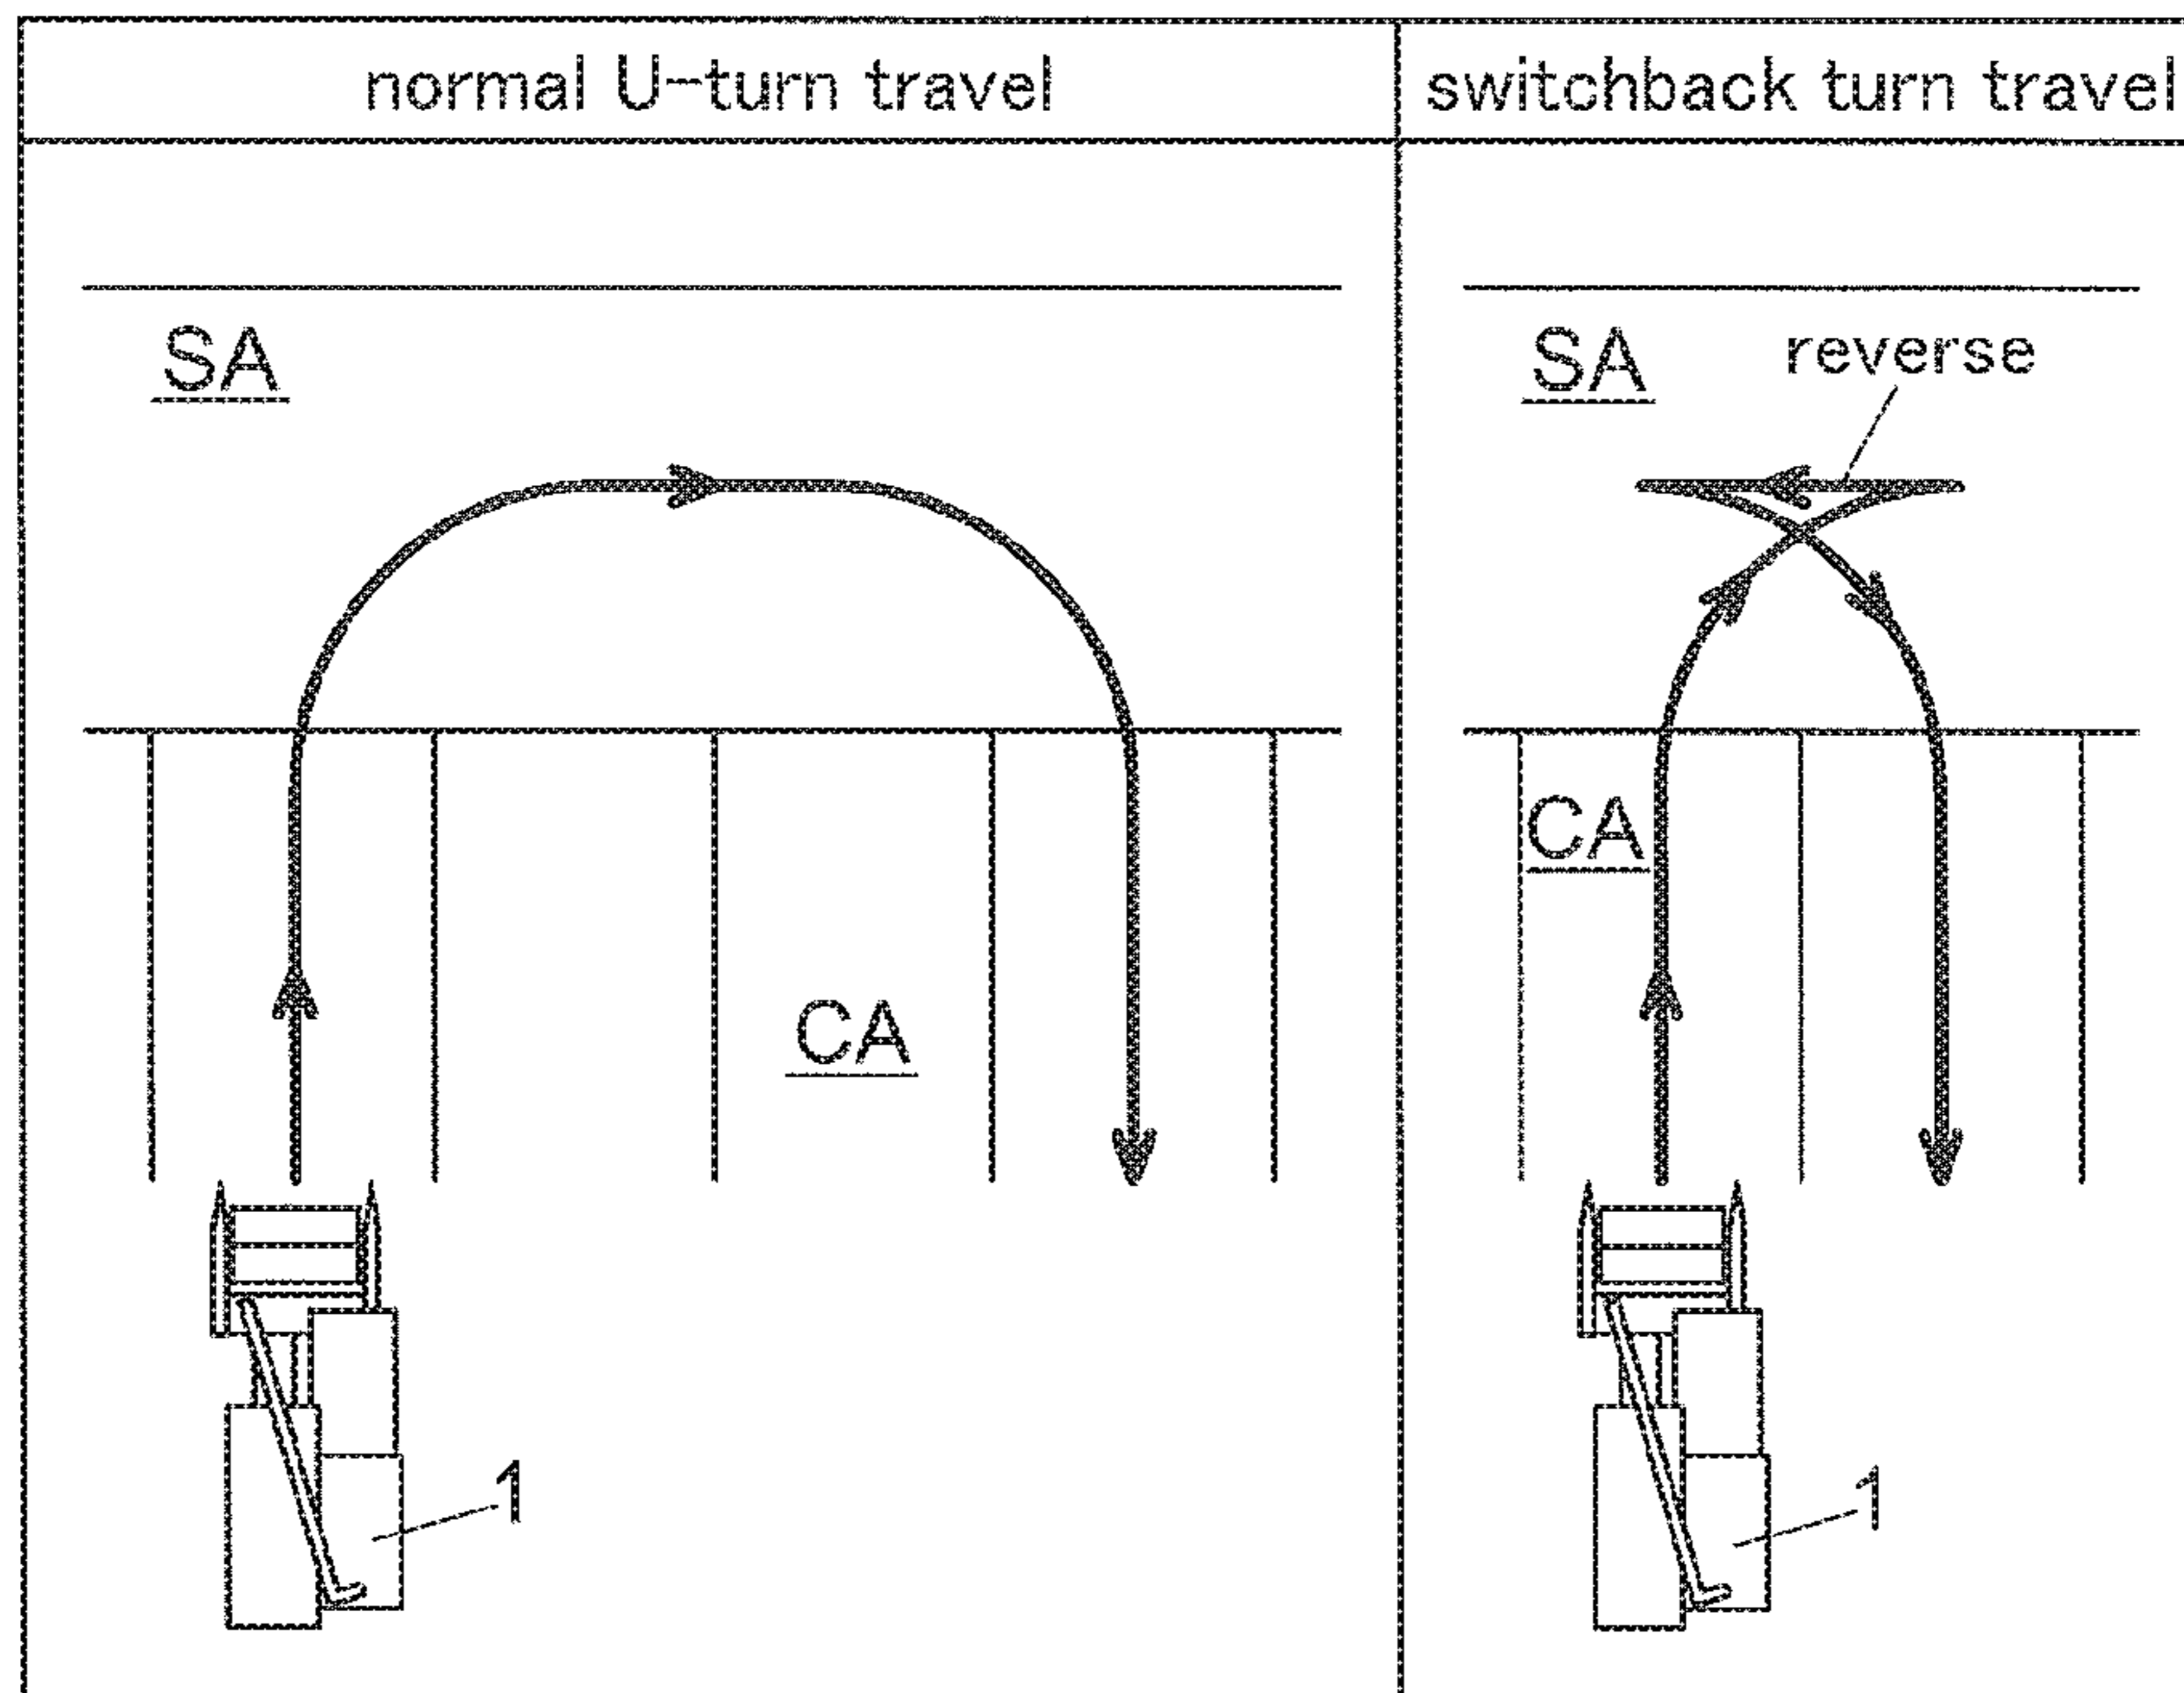 normal U-turn travel
switchback turn travel
SA
SA
reverse
CA
CA
1
1